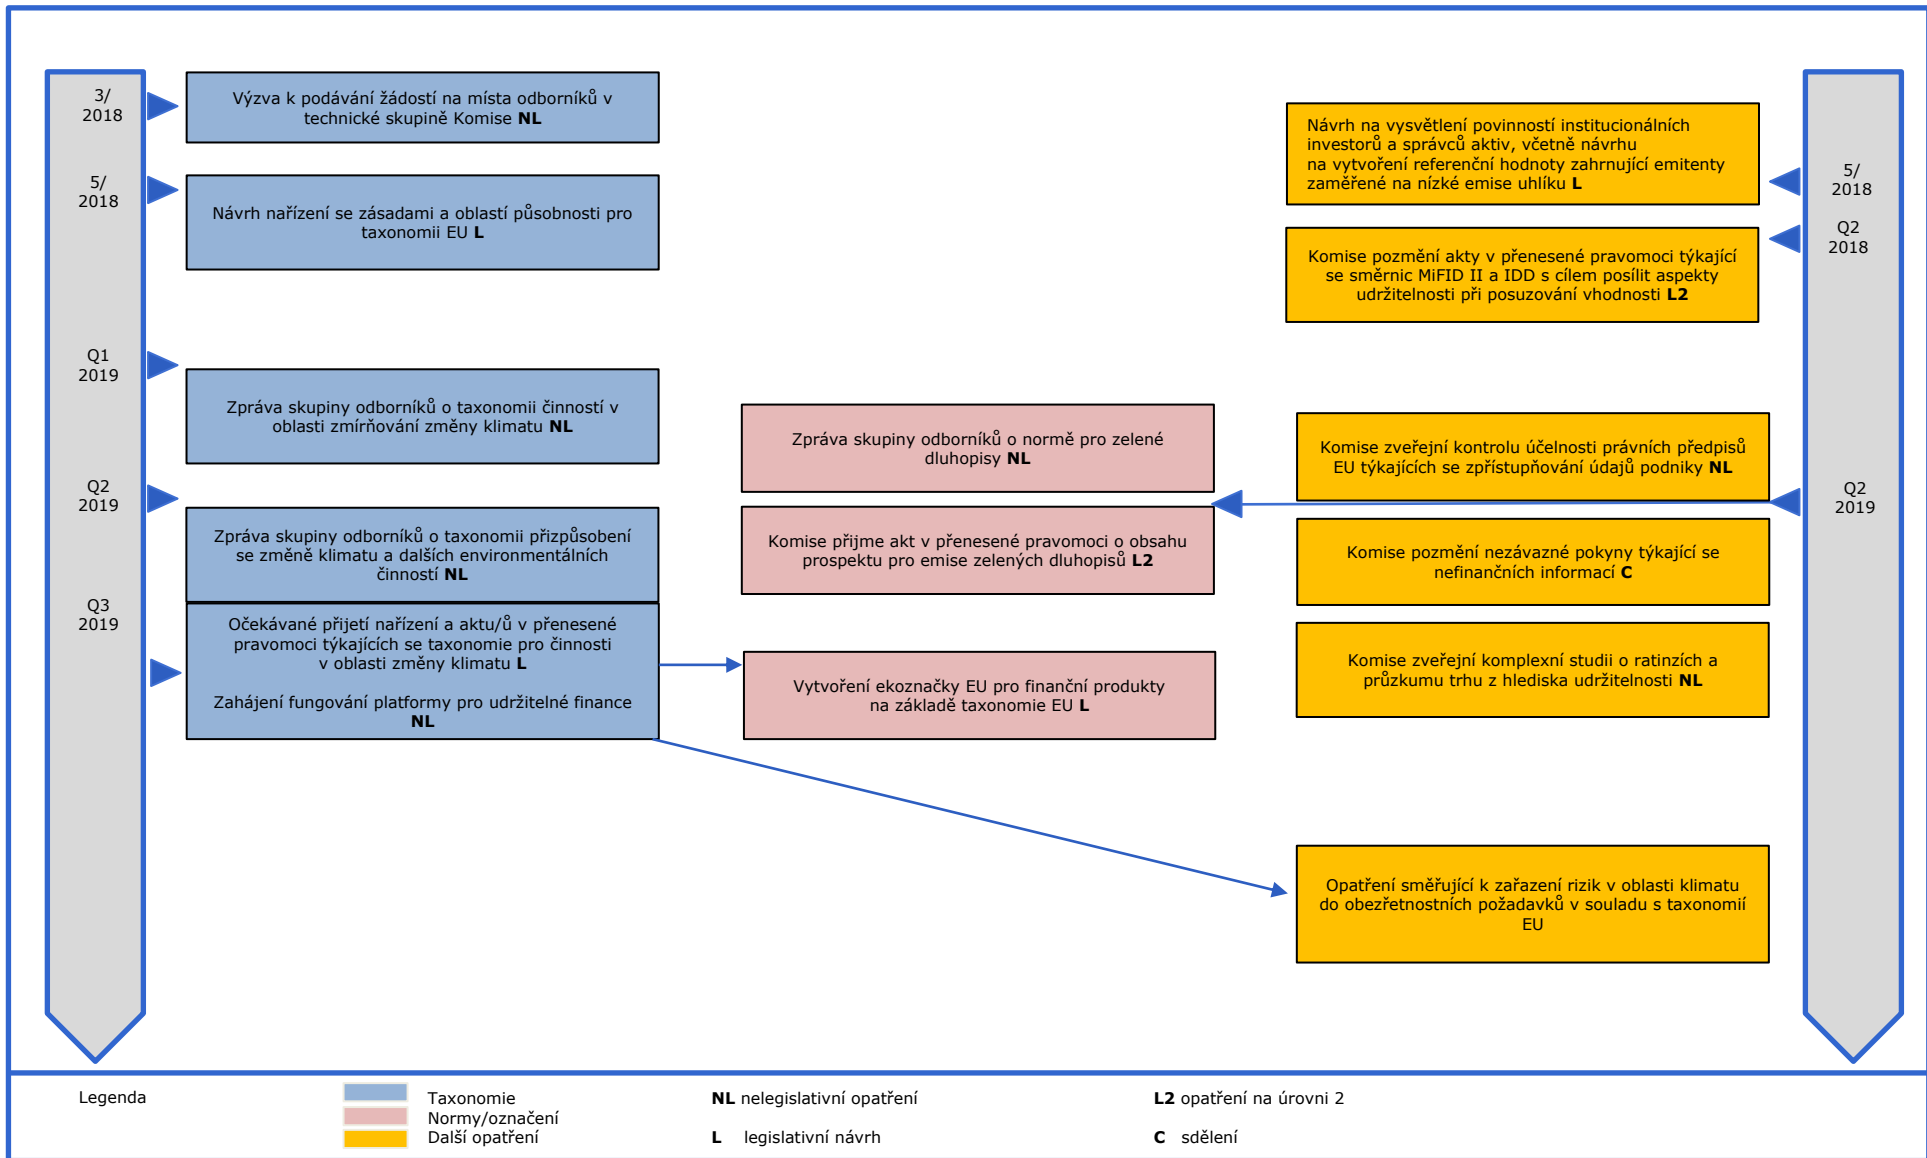 3/
2018
Výzva k podávání žádostí na místa odborníků v
technické skupině Komise NL
5/
2018
Návrh nařízení se zásadami a oblastí působnosti pro
taxonomii EU L
Q1
2019
Zpráva skupiny odborníků o taxonomii činností v
oblasti zmírňování změny klimatu NL
Q2
2019
Zpráva skupiny odborníků o taxonomii přizpůsobení
se změně klimatu a dalších environmentálních
činností NL
Q3
2019
Očekávané přijetí nařízení a aktu/ů v přenesené
pravomoci týkajících se taxonomie pro činnosti
v oblasti změny klimatu L
Zahájení fungování platformy pro udržitelné finance
NL
Zpráva skupiny odborníků o normě pro zelené
dluhopisy NL
Komise přijme akt v přenesené pravomoci o obsahu
prospektu pro emise zelených dluhopisů L2
Vytvoření ekoznačky EU pro finanční produkty
na základě taxonomie EU L
Návrh na vysvětlení povinností institucionálních
investorů a správců aktiv, včetně návrhu
na vytvoření referenční hodnoty zahrnující emitenty
zaměřené na nízké emise uhlíku L
5/
2018
Komise pozmění akty v přenesené pravomoci týkající
se směrnic MiFID II a IDD s cílem posílit aspekty
udržitelnosti při posuzování vhodnosti L2
Q2
2018
Komise zveřejní kontrolu účelnosti právních předpisů
EU týkajících se zpřístupňování údajů podniky NL
Q2
2019
Komise pozmění nezávazné pokyny týkající se
nefinančních informací C
Komise zveřejní komplexní studii o ratinzích a
průzkumu trhu z hlediska udržitelnosti NL
Opatření směřující k zařazení rizik v oblasti klimatu
do obezřetnostních požadavků v souladu s taxonomií
EU
Legenda
Taxonomie
Normy/označení
Další opatření
NL nelegislativní opatření
L legislativní návrh
L2 opatření na úrovni 2
C sdělení